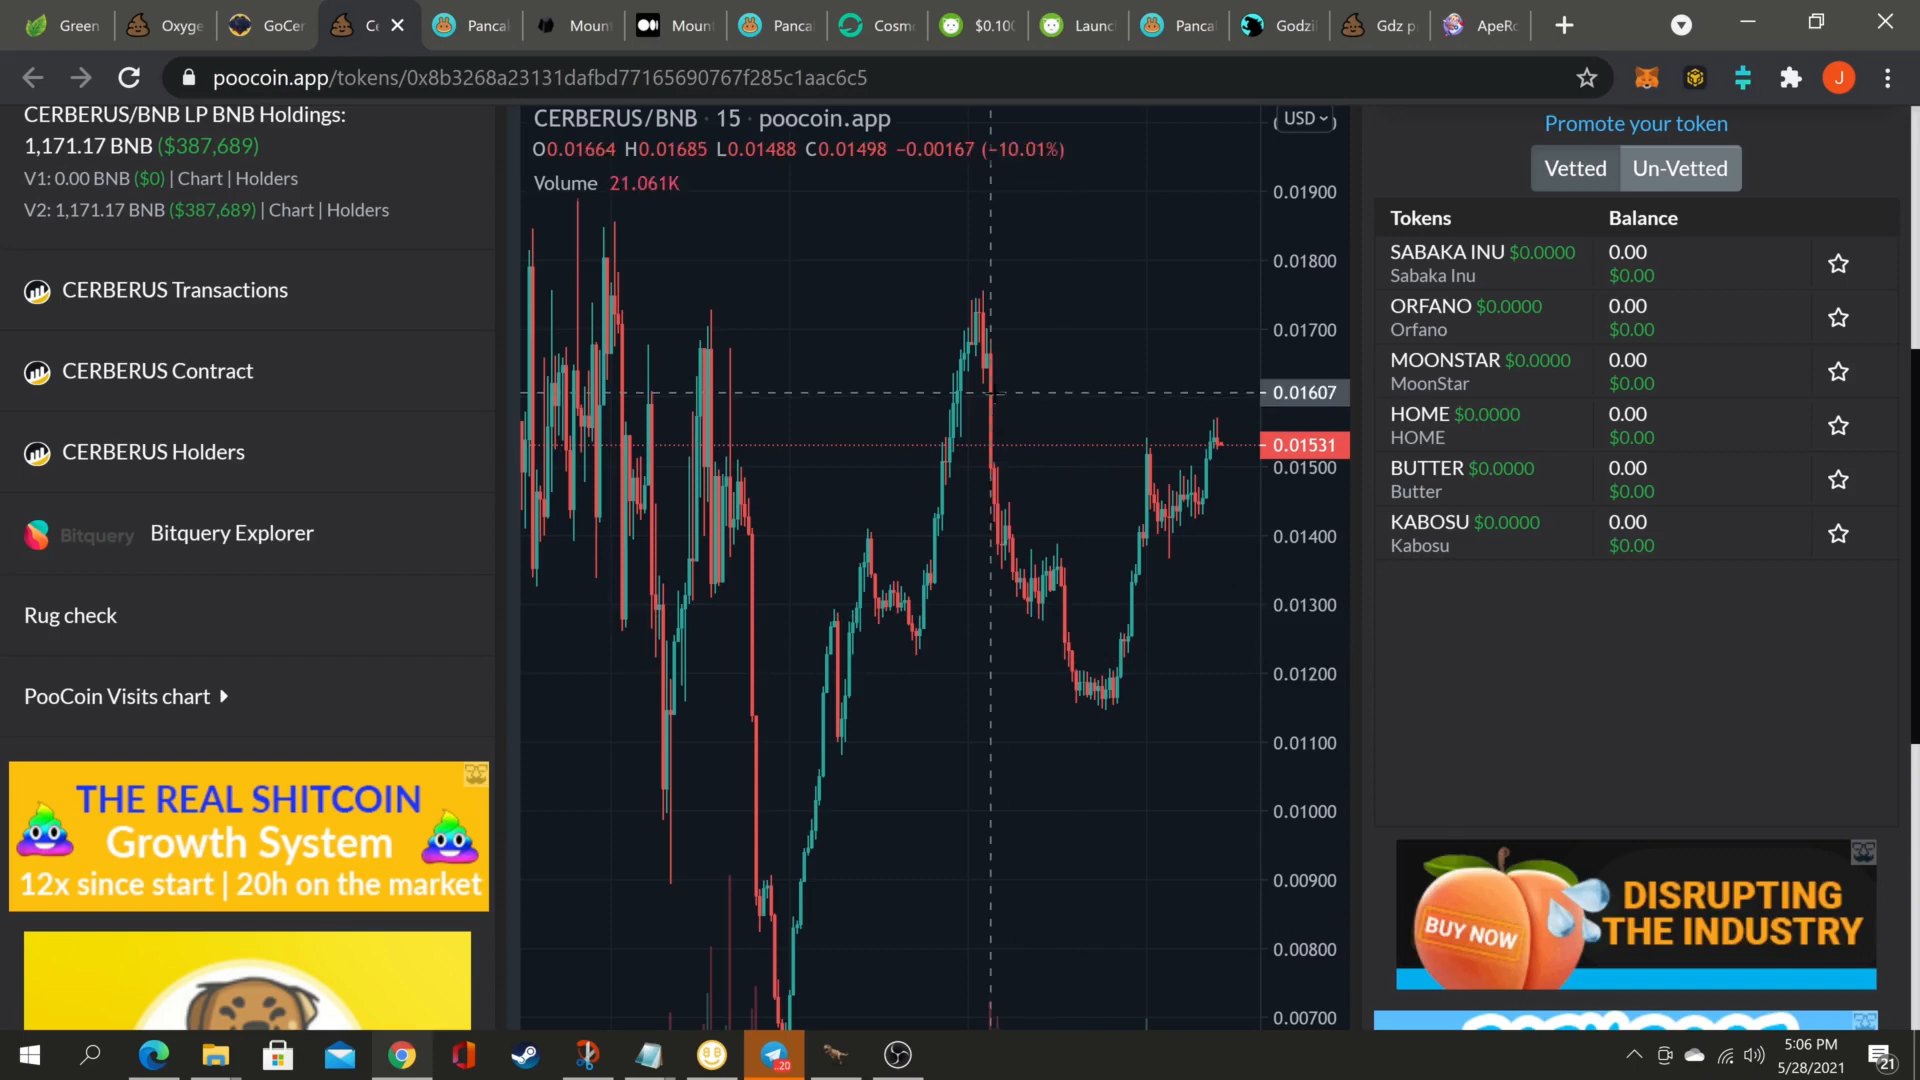 Green
Oxyge
GoCer
Ce
Panca
Mount
Mount
Panca
Cosm
$0.100
Launc
Panca
Godzil
Gdz p
ApeRo
poocoin.app/tokens/0x8b3268a23131dafbd77165690767f285c1aac6c5
J
CERBERUS/BNB LP BNB Holdings:
1,171.17 BNB ($387,689)
V1: 0.00 BNB ($0) | Chart | Holders
V2: 1,171.17 BNB ($387,689) | Chart | Holders
CERBERUS Transactions
CERBERUS Contract
CERBERUS Holders
Bitquery Bitquery Explorer
Rug check
PooCoin Visits chart
THE REAL SHITCOIN
Growth System
12x since start | 20h on the market
CERBERUS/BNB · 15 · poocoin.app
O0.01664 H0.01685 L0.01488 C0.01498 −0.00167 (−10.01%)
Volume 21.061K
USD
0.01900
0.01800
0.01700
0.01607
0.01531
0.01500
0.01400
0.01300
0.01200
0.01100
0.01000
0.00900
0.00800
0.00700
Promote your token
Vetted Un-Vetted
Tokens Balance
SABAKA INU $0.0000 0.00
Sabaka Inu $0.00
ORFANO $0.0000 0.00
Orfano $0.00
MOONSTAR $0.0000 0.00
MoonStar $0.00
HOME $0.0000 0.00
HOME $0.00
BUTTER $0.0000 0.00
Butter $0.00
KABOSU $0.0000 0.00
Kabosu $0.00
BUY NOW
DISRUPTING
THE INDUSTRY
20
5:06 PM
5/28/2021
21